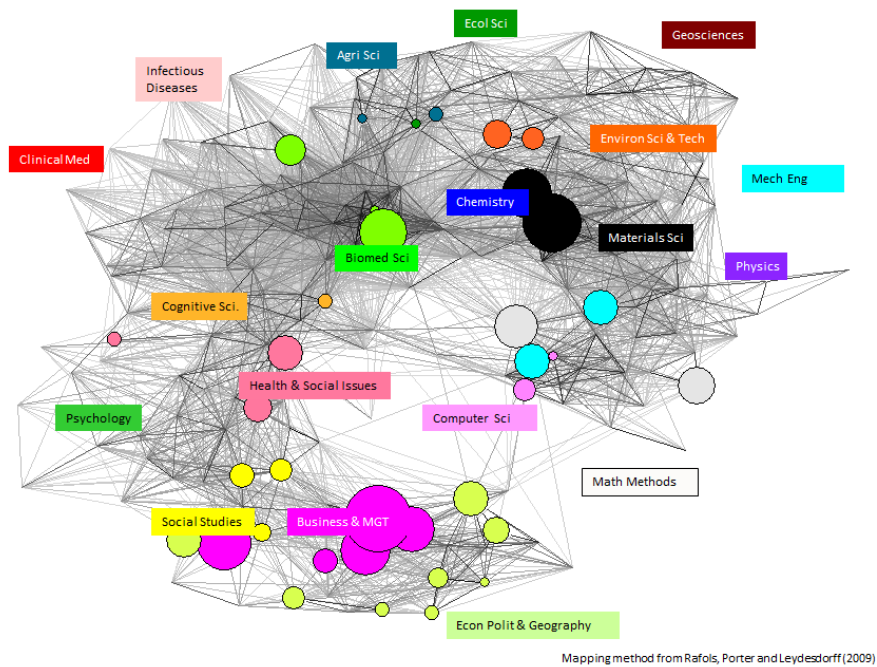 Ecol Sci
Geosciences
Agri Sci
Infectious
Diseases
Environ Sci & Tech
Clinical Med
Mech Eng
Chemistry
Materials Sci
Biomed Sci
Physics
Cognitive Sci.
Health & Social Issues
Psychology
Computer Sci
Math Methods
Social Studies
Business & MGT
Econ Polit & Geography
Mapping method from Rafols, Porter and Leydesdorff (2009)